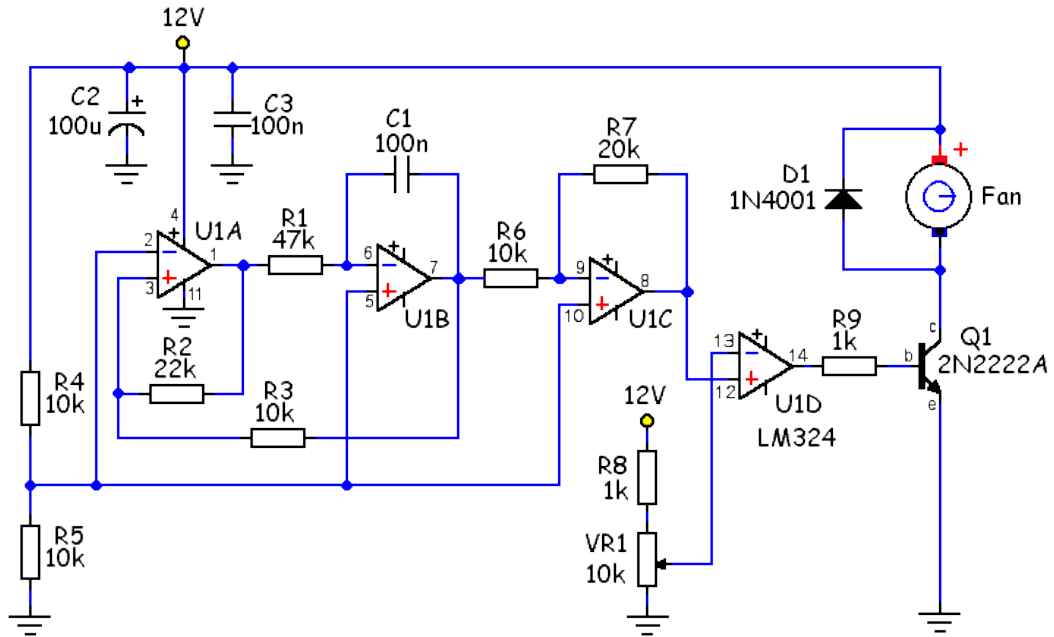 12V
C2
100u
+
C3
100n
C1
100n
R7
20k
D1
1N4001
+
Fan
4
+
U1A
2
-
1
3
+
11
R1
47k
6
-
+
7
5
+
U1B
R6
10k
9
-
+
8
10
+
U1C
R2
22k
R3
10k
R4
10k
R5
10k
13
-
+
14
12
+
U1D
LM324
R9
1k
c
b
e
Q1
2N2222A
12V
R8
1k
VR1
10k